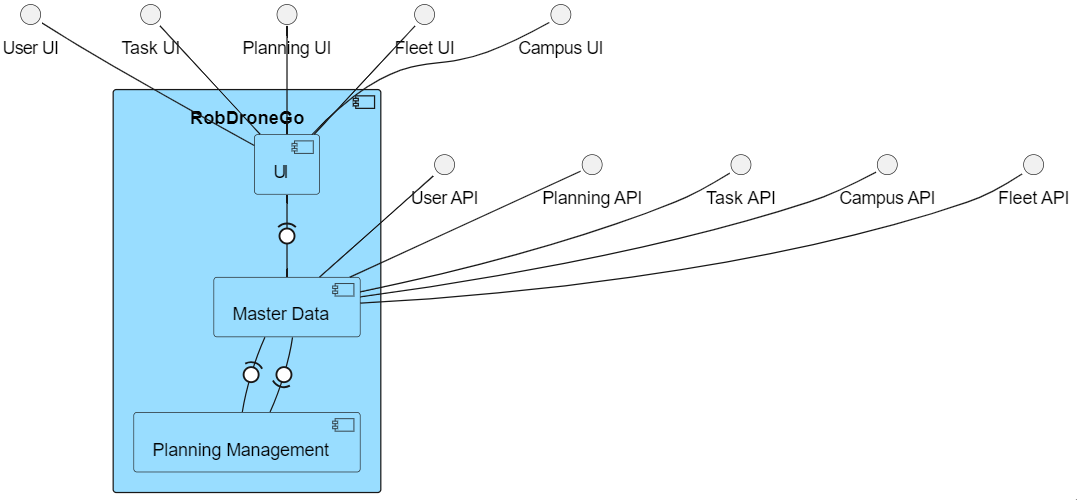 User UI
Task UI
Planning UI
Fleet UI
Campus UI
RobDroneGo
UI
User API
Planning API
Task API
Campus API
Fleet API
Master Data
Planning Management